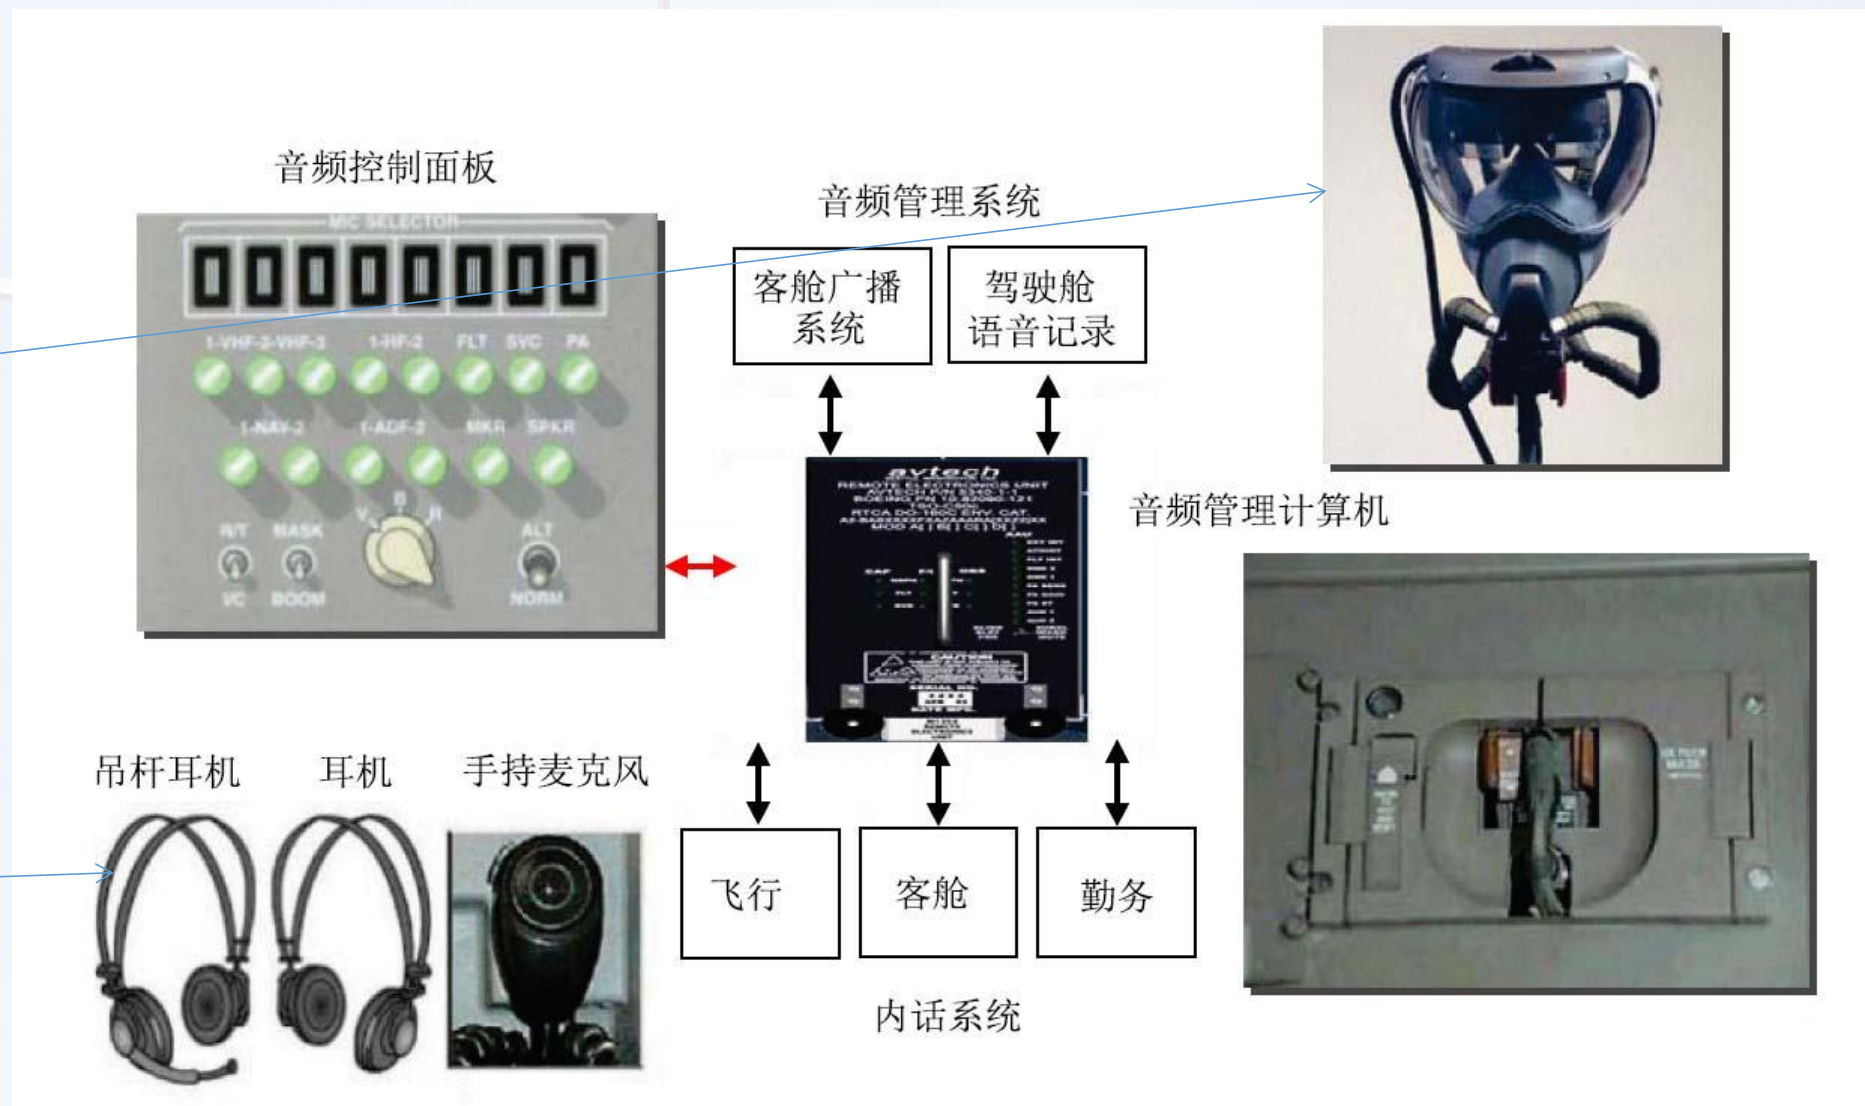 音频控制面板
MIC SELECTOR
1-VHF-2-VHF-3 1-HF-2 FLT SVC PA
1-NAV-2 1-ADF-2 MKR SPKR
V B R
R/T MASK ALT
I/C BOOM NORM
音频管理系统
客舱广播
系统
驾驶舱
语音记录
avtech
REMOTE ELECTRONICS UNIT
CAUTION
SERIAL NO.
音频管理计算机
吊杆耳机 耳机 手持麦克风
飞行 客舱 勤务
内话系统